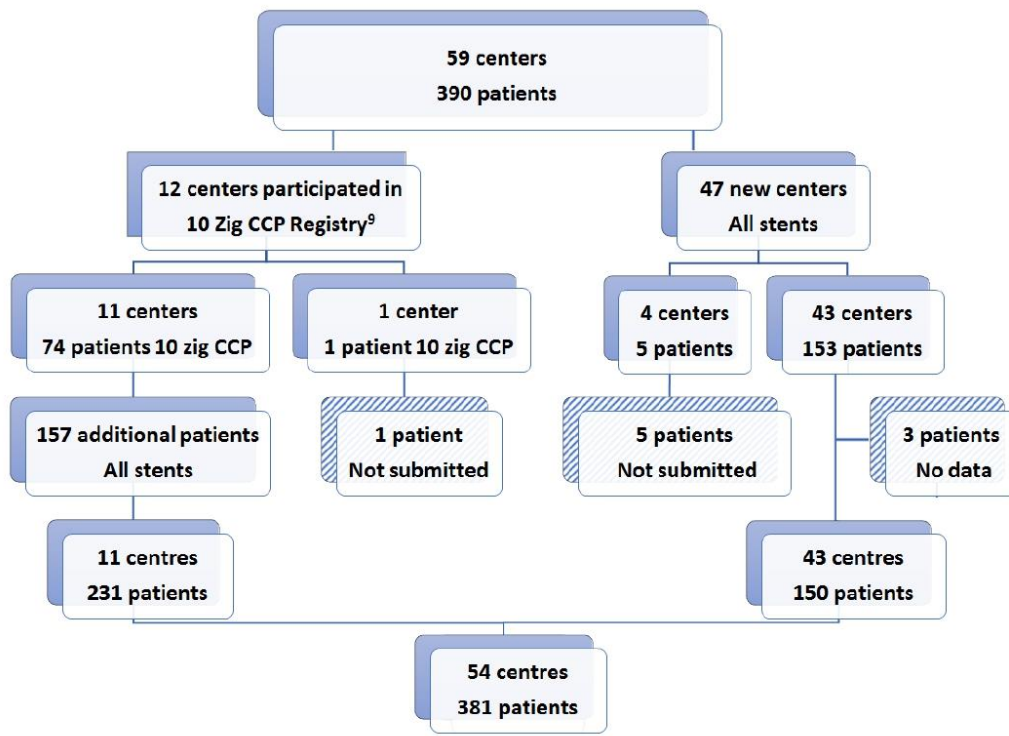 59 centers
390 patients
12 centers participated in
10 Zig CCP Registry⁹
47 new centers
All stents
11 centers
74 patients 10 zig CCP
1 center
1 patient 10 zig CCP
4 centers
5 patients
43 centers
153 patients
157 additional patients
All stents
1 patient
Not submitted
5 patients
Not submitted
3 patients
No data
11 centres
231 patients
43 centres
150 patients
54 centres
381 patients